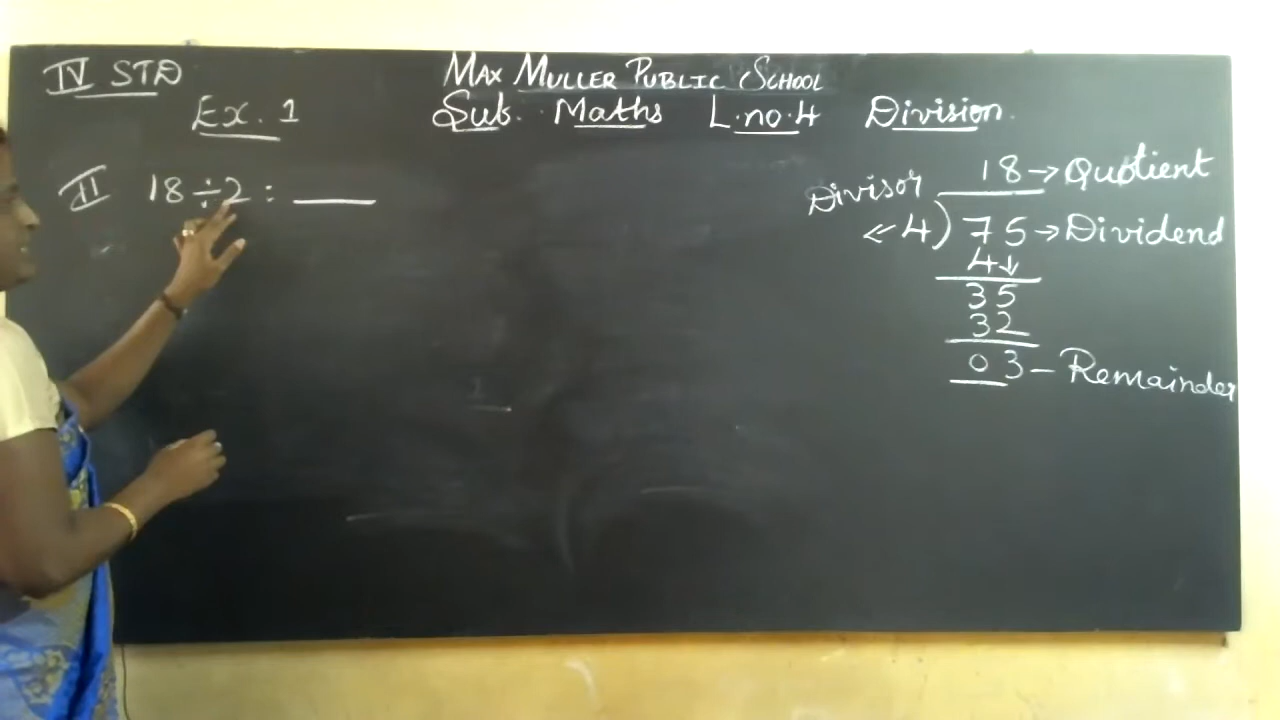 IV STD
MAX MULLER PUBLIC SCHOOL
Ex. 1
Sub. Maths L.no.4 Division.
II 18 ÷ 2 : ____
18 → Quotient
Divisor
← 4) 75 → Dividend
4↓
35
32
03 – Remainder